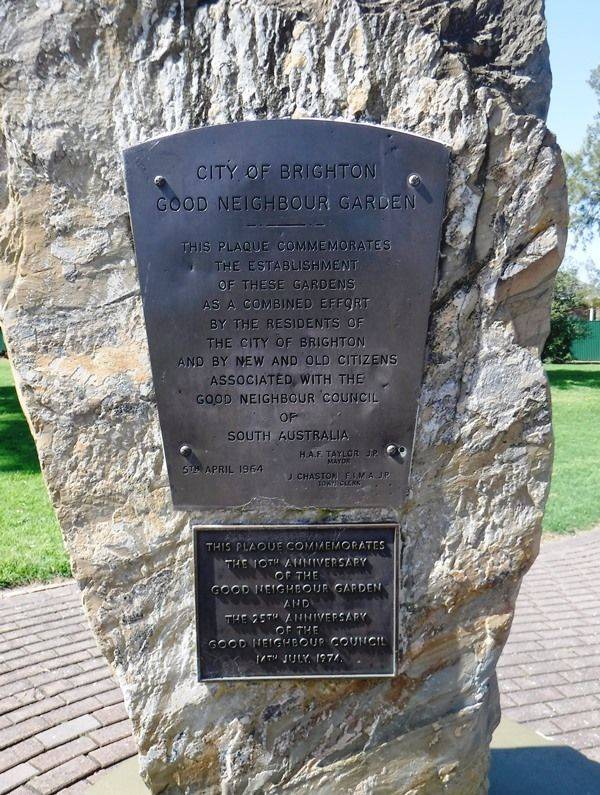 CITY OF BRIGHTON
GOOD NEIGHBOUR GARDEN
THIS PLAQUE COMMEMORATES
THE ESTABLISHMENT
OF THESE GARDENS
AS A COMBINED EFFORT
BY THE RESIDENTS OF
THE CITY OF BRIGHTON
AND BY NEW AND OLD CITIZENS
ASSOCIATED WITH THE
GOOD NEIGHBOUR COUNCIL
OF
SOUTH AUSTRALIA
H.A.F. TAYLOR J.P.
MAYOR
5TH APRIL 1964
J. CHASTON F.I.M.A. J.P.
TOWN CLERK
THIS PLAQUE COMMEMORATES
THE 10TH ANNIVERSARY
OF THE
GOOD NEIGHBOUR GARDEN
AND
THE 25TH ANNIVERSARY
OF THE
GOOD NEIGHBOUR COUNCIL
14TH JULY, 1974.